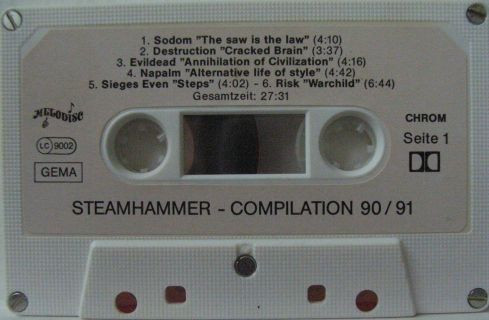 1. Sodom "The saw is the law" (4:10)
2. Destruction "Cracked Brain" (3:37)
3. Evildead "Annihilation of Civilization" (4:16)
4. Napalm "Alternative life of style" (4:42)
5. Sieges Even "Steps" (4:02) - 6. Risk "Warchild" (6:44)
Gesamtzeit: 27:31
MELODISC
LC 9002
GEMA
CHROM
Seite 1
STEAMHAMMER - COMPILATION 90/91